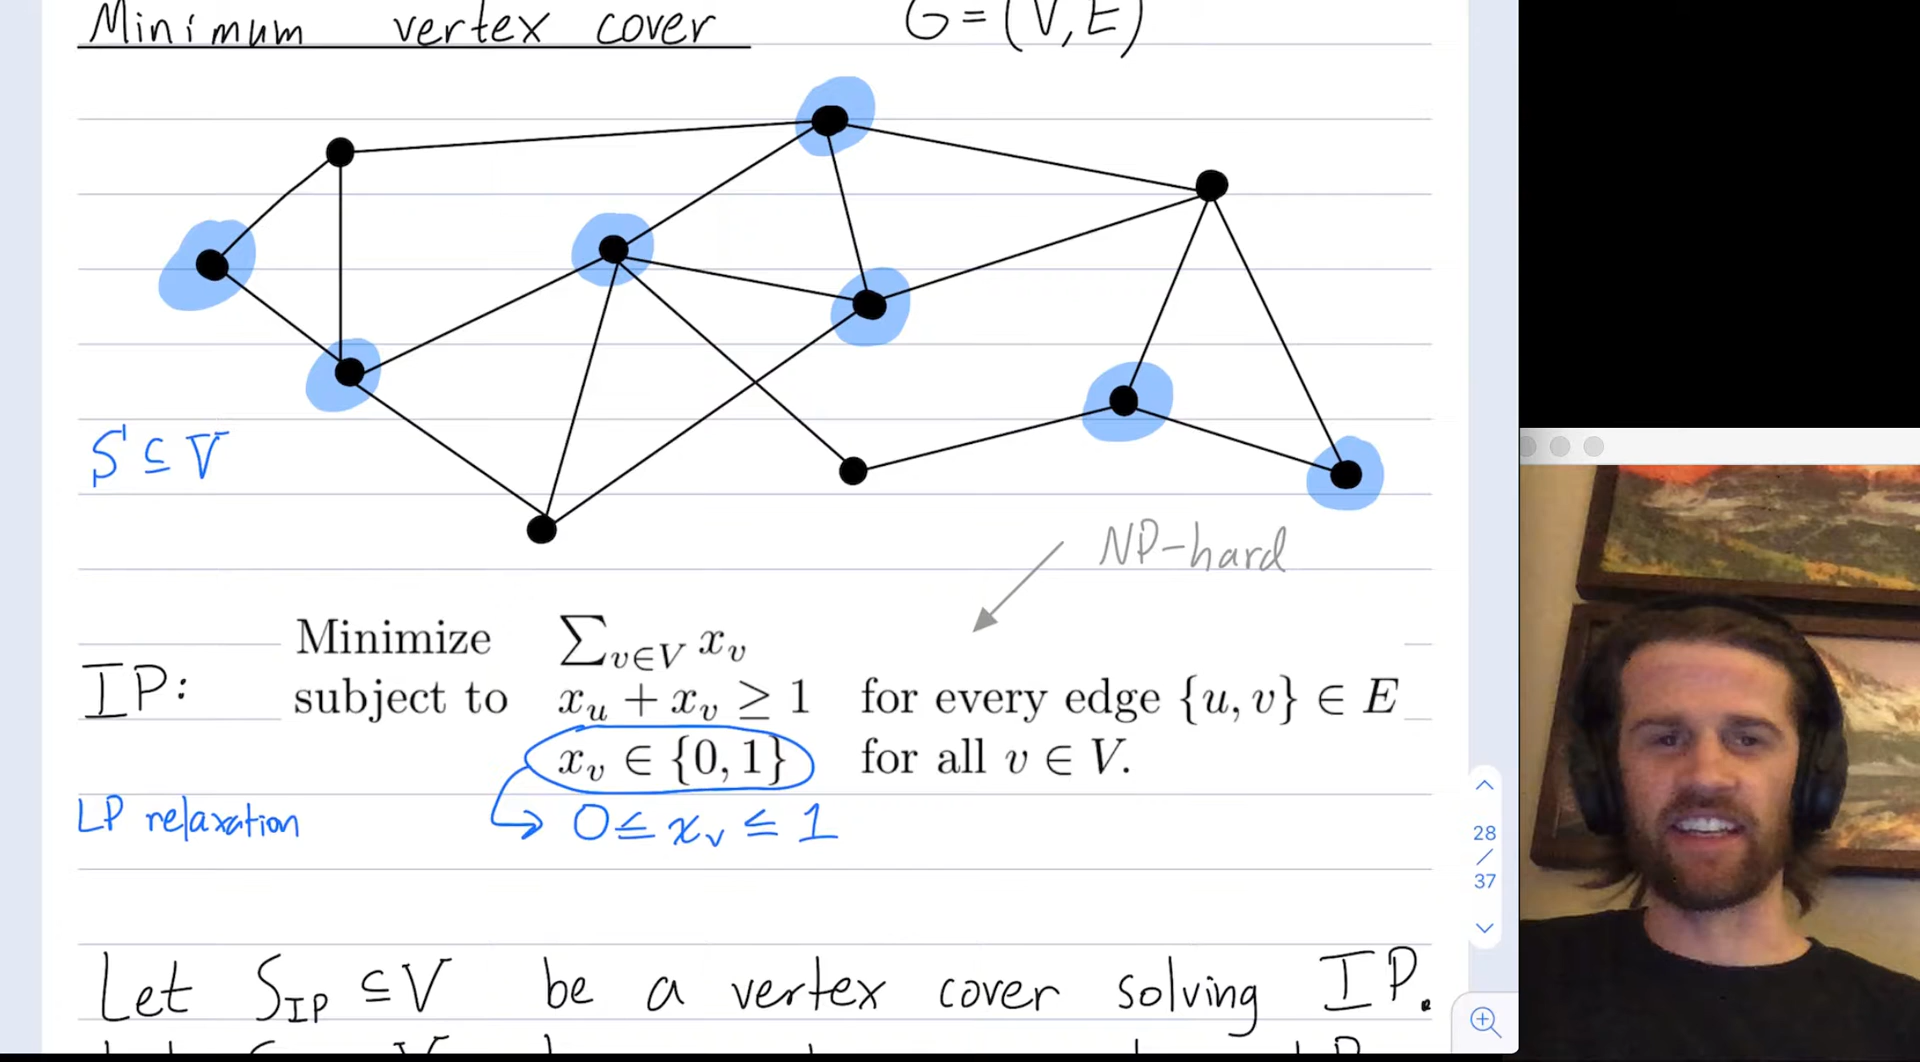 Minimum vertex cover G = (V, E)
S ⊆ V
NP-hard
Minimize ∑v∈V xv
IP:
subject to xu + xv ≥ 1 for every edge {u, v} ∈ E
xv ∈ {0, 1} for all v ∈ V.
LP relaxation 0 ≤ xv ≤ 1
28
/
37
Let SIP ⊆ V be a vertex cover solving IP.